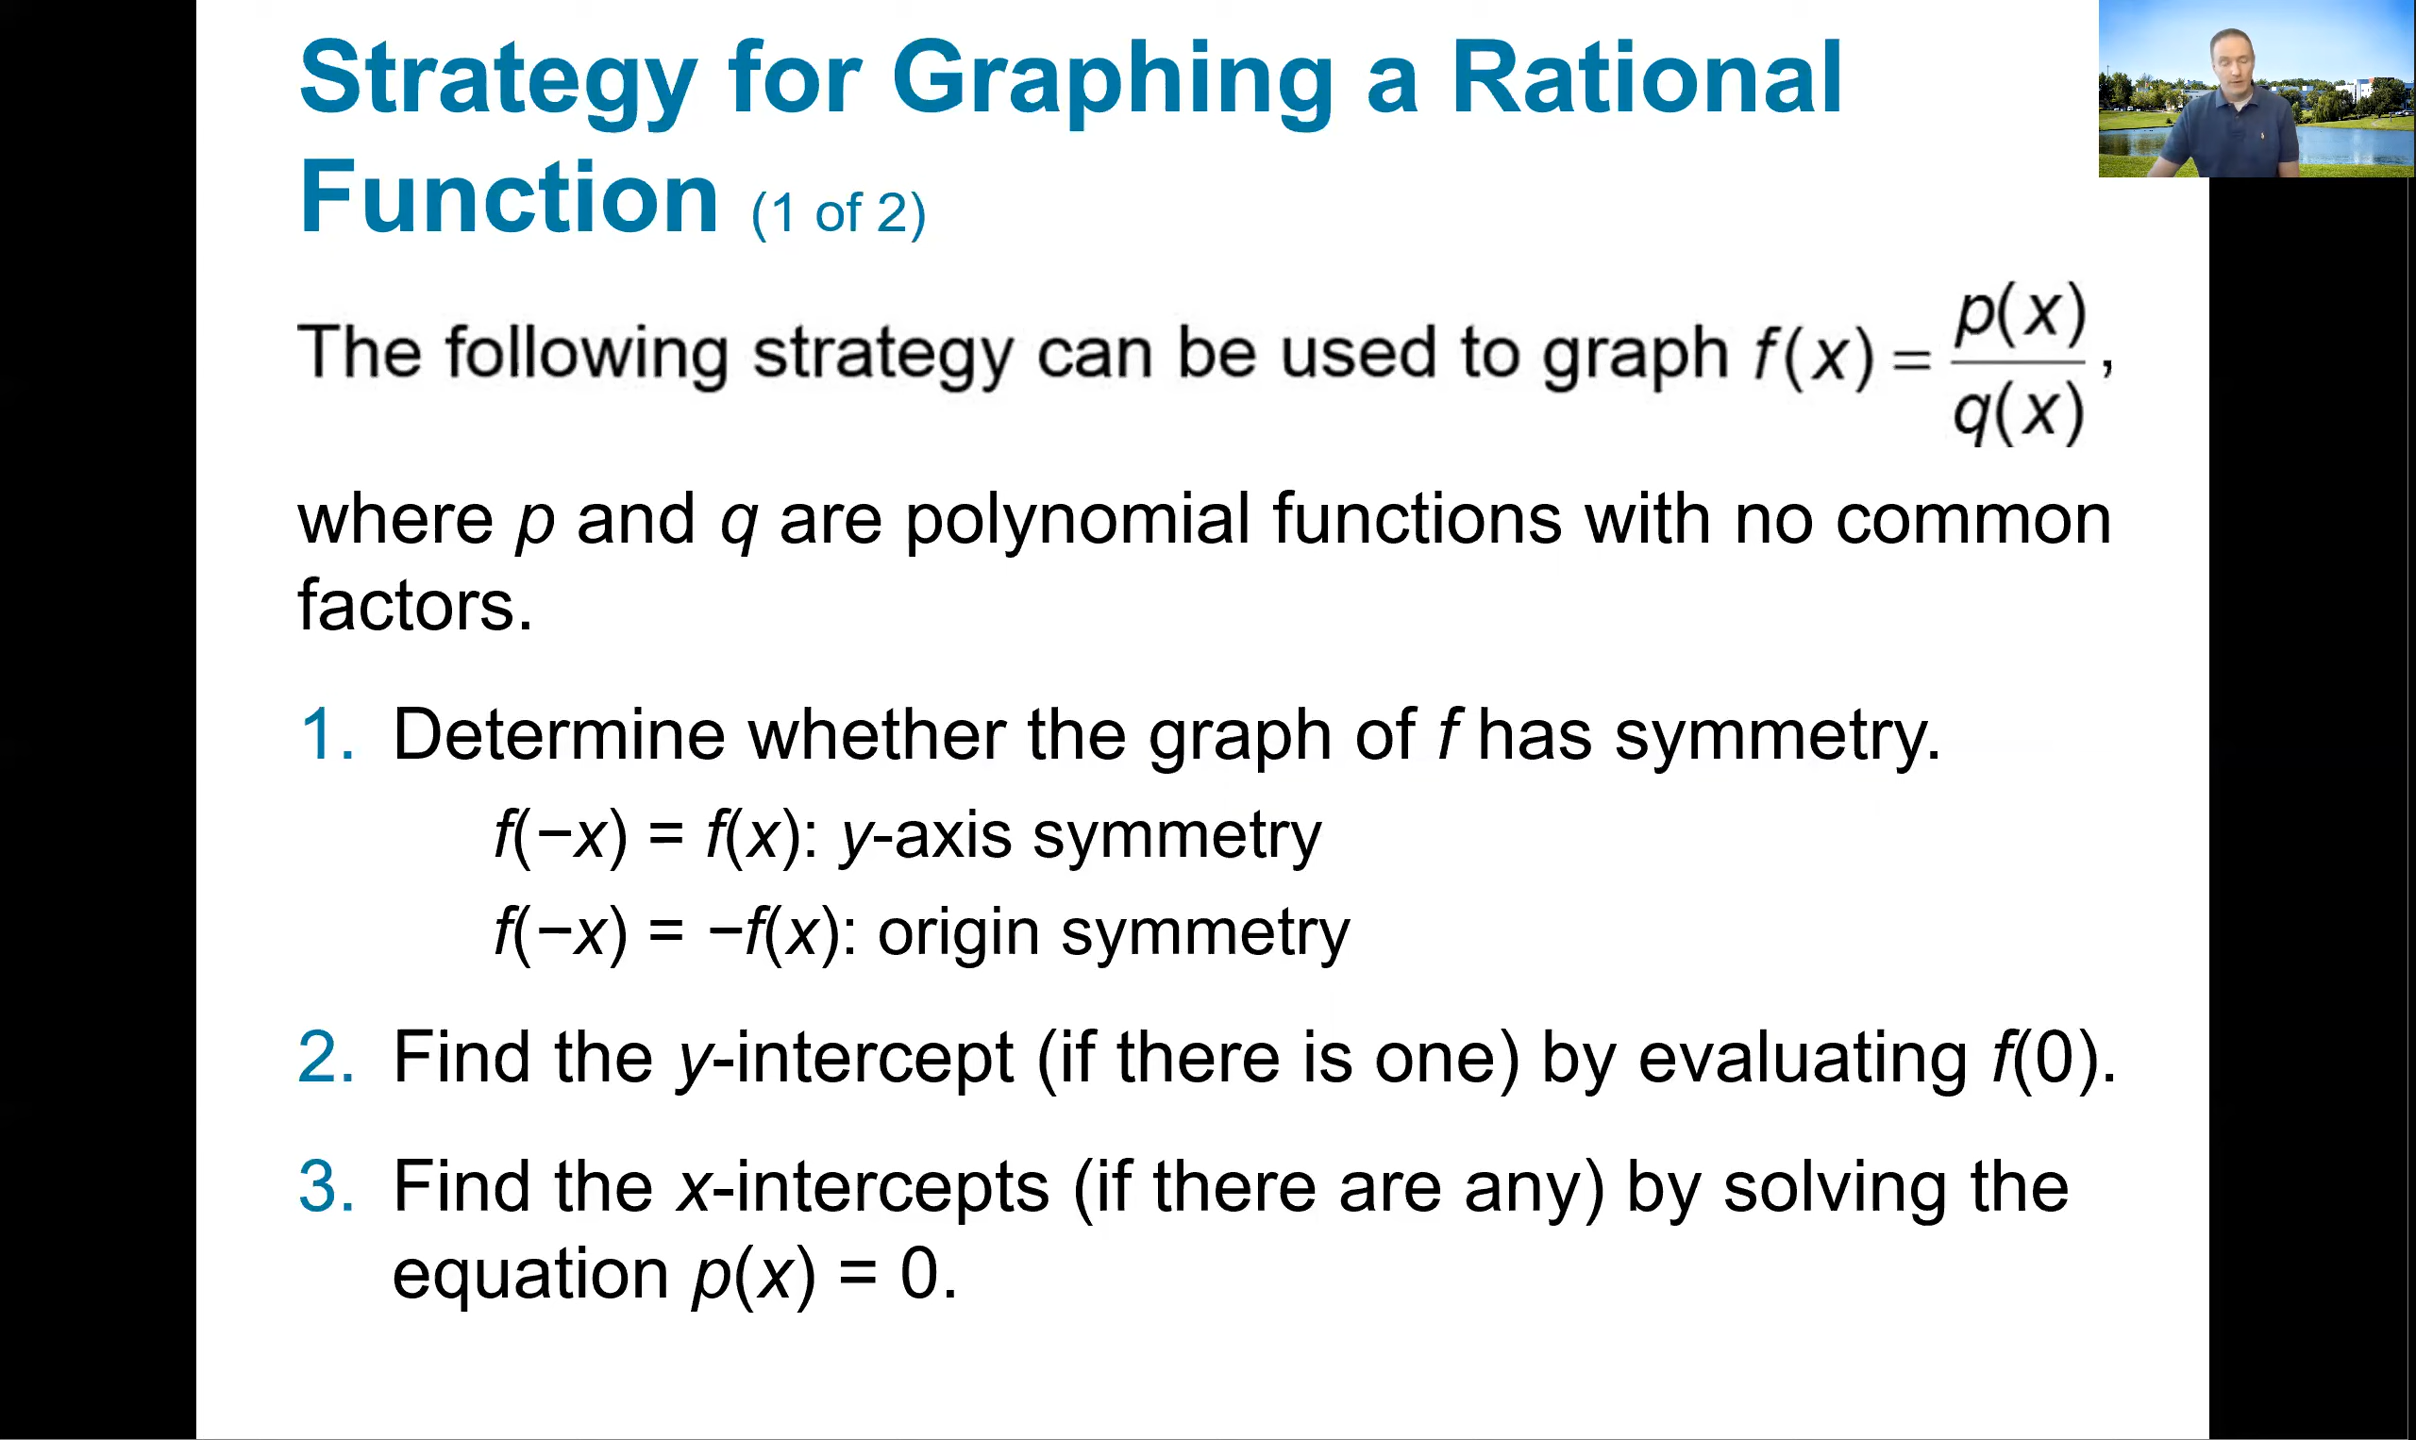 Strategy for Graphing a Rational
Function (1 of 2)
The following strategy can be used to graph f(x) = p(x)/q(x),
where p and q are polynomial functions with no common
factors.
1. Determine whether the graph of f has symmetry.
f(−x) = f(x): y-axis symmetry
f(−x) = −f(x): origin symmetry
2. Find the y-intercept (if there is one) by evaluating f(0).
3. Find the x-intercepts (if there are any) by solving the
equation p(x) = 0.